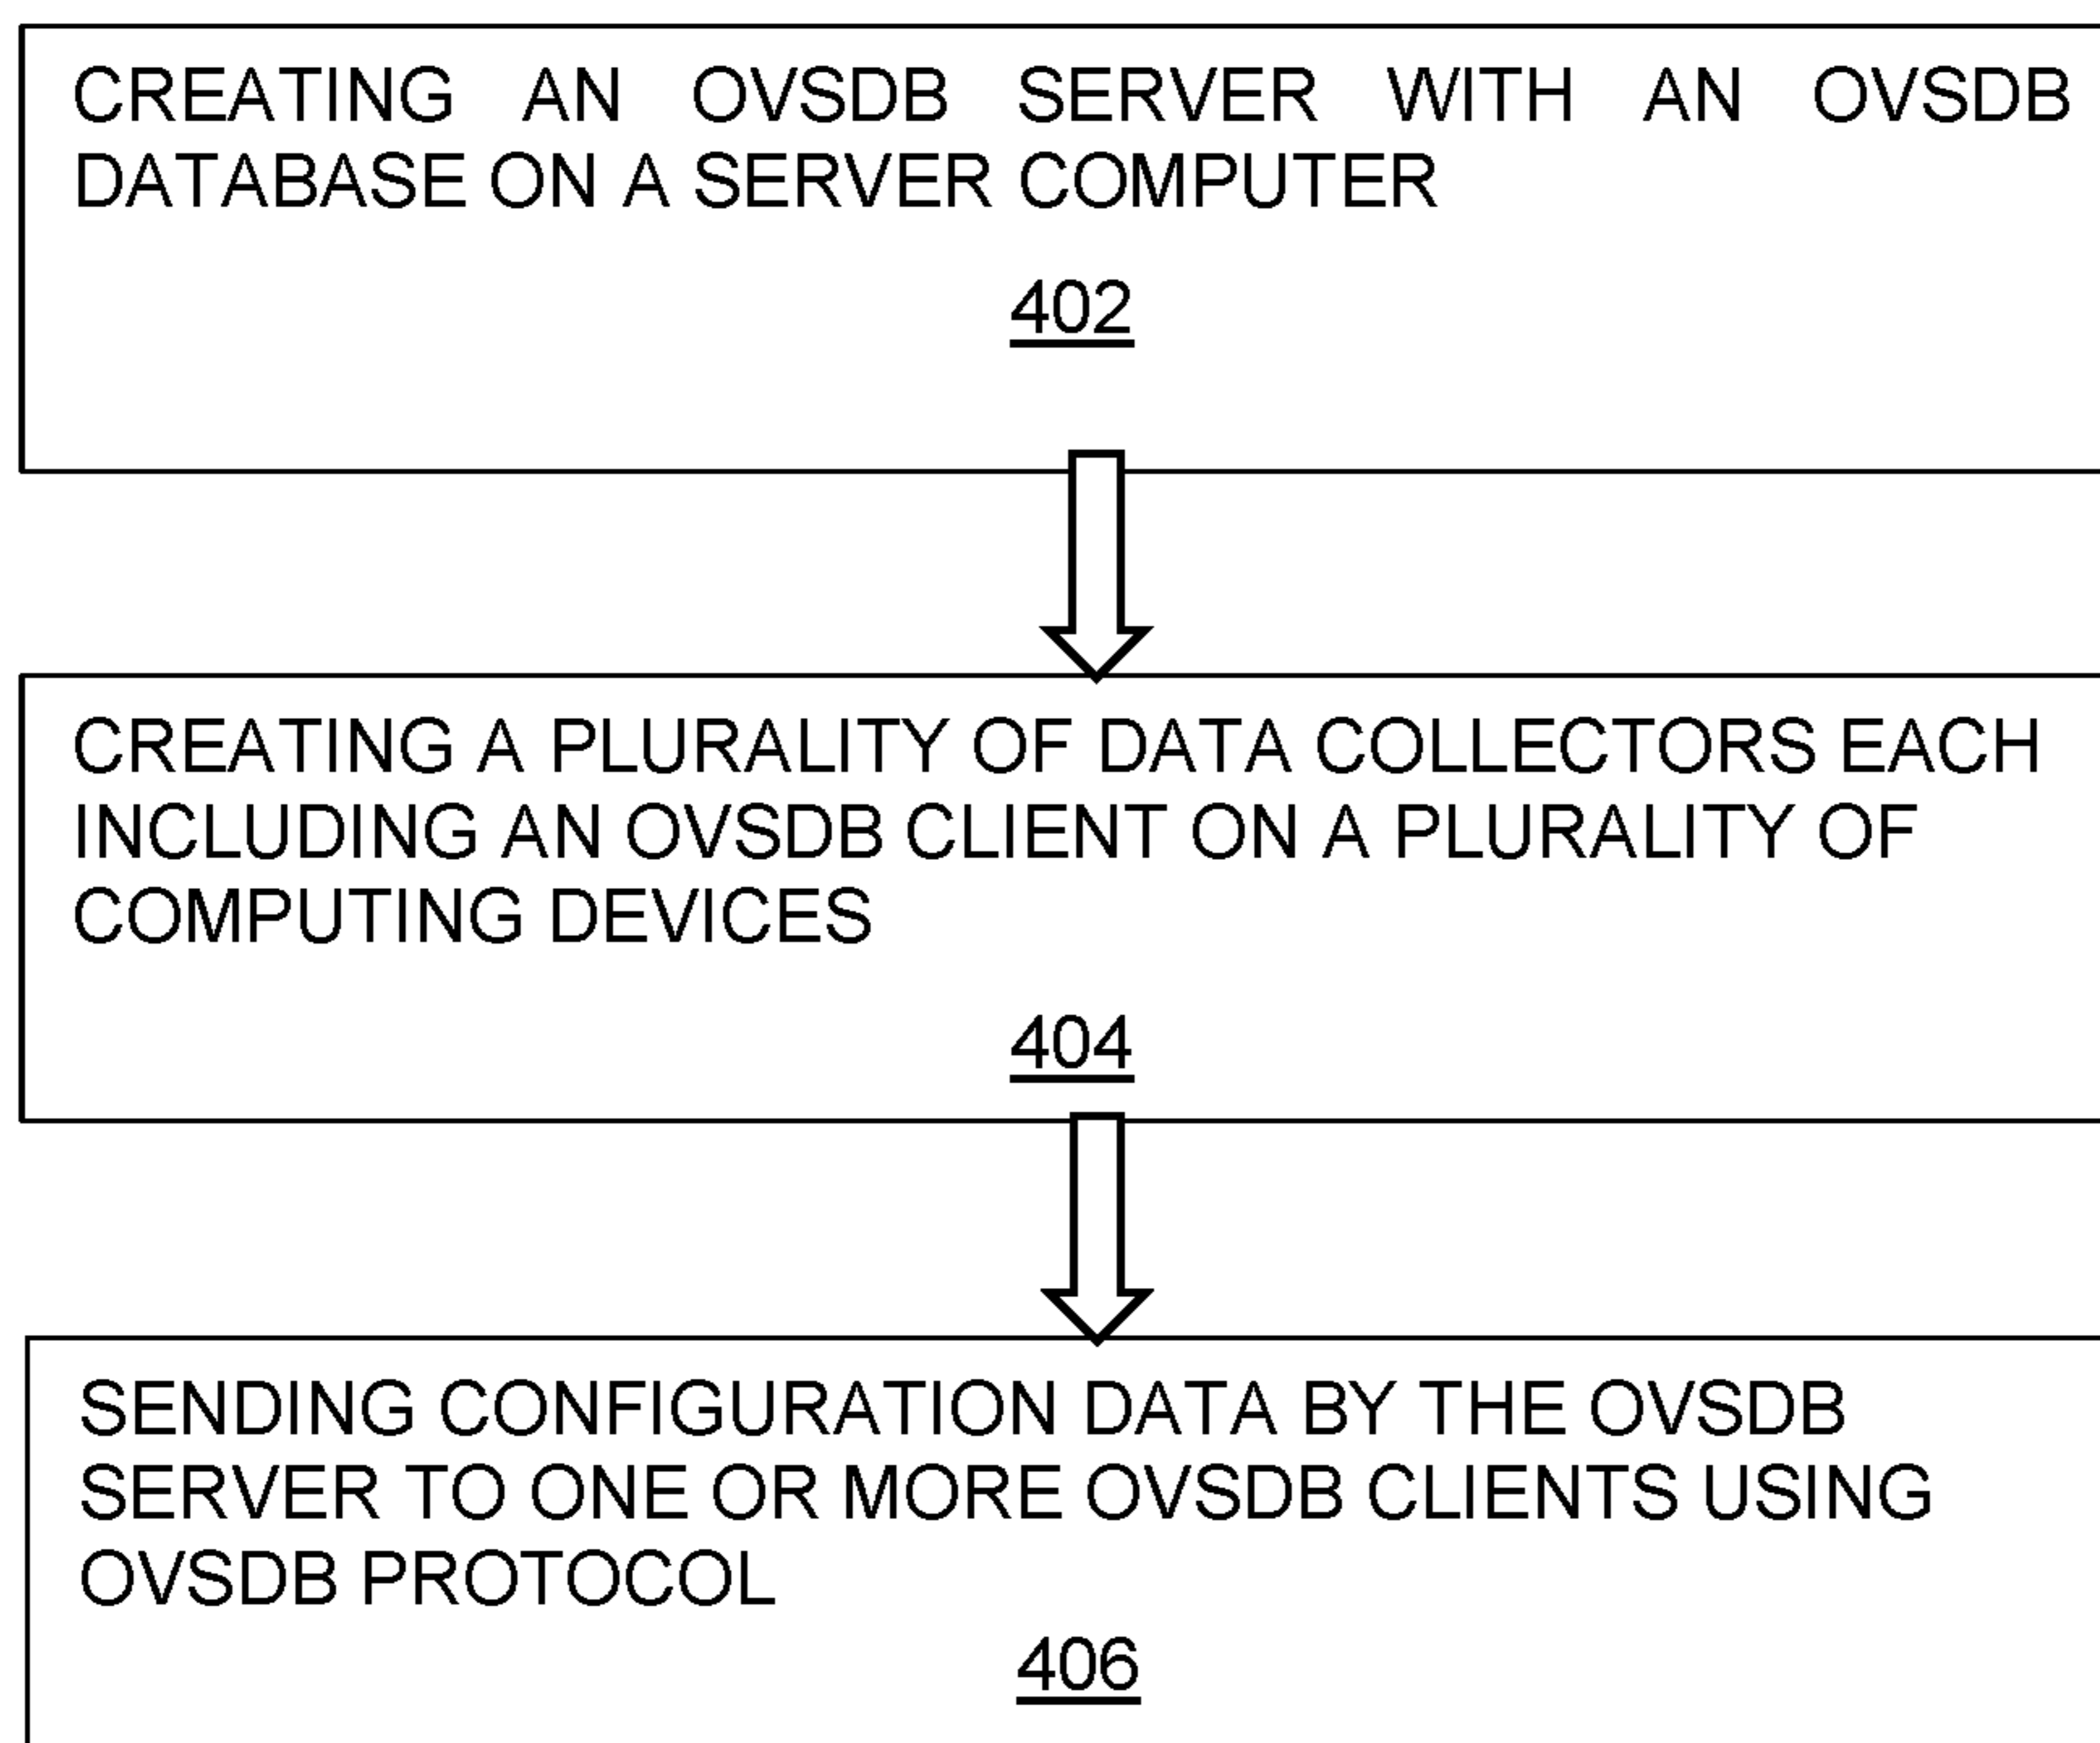 CREATING AN OVSDB SERVER WITH AN OVSDB
DATABASE ON A SERVER COMPUTER
402
CREATING A PLURALITY OF DATA COLLECTORS EACH
INCLUDING AN OVSDB CLIENT ON A PLURALITY OF
COMPUTING DEVICES
404
SENDING CONFIGURATION DATA BY THE OVSDB
SERVER TO ONE OR MORE OVSDB CLIENTS USING
OVSDB PROTOCOL
406